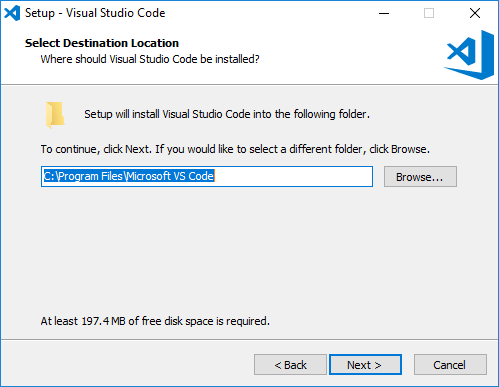 Setup - Visual Studio Code
Select Destination Location
Where should Visual Studio Code be installed?
Setup will install Visual Studio Code into the following folder.
To continue, click Next. If you would like to select a different folder, click Browse.
C:\Program Files\Microsoft VS Code
Browse...
At least 197.4 MB of free disk space is required.
< Back
Next >
Cancel